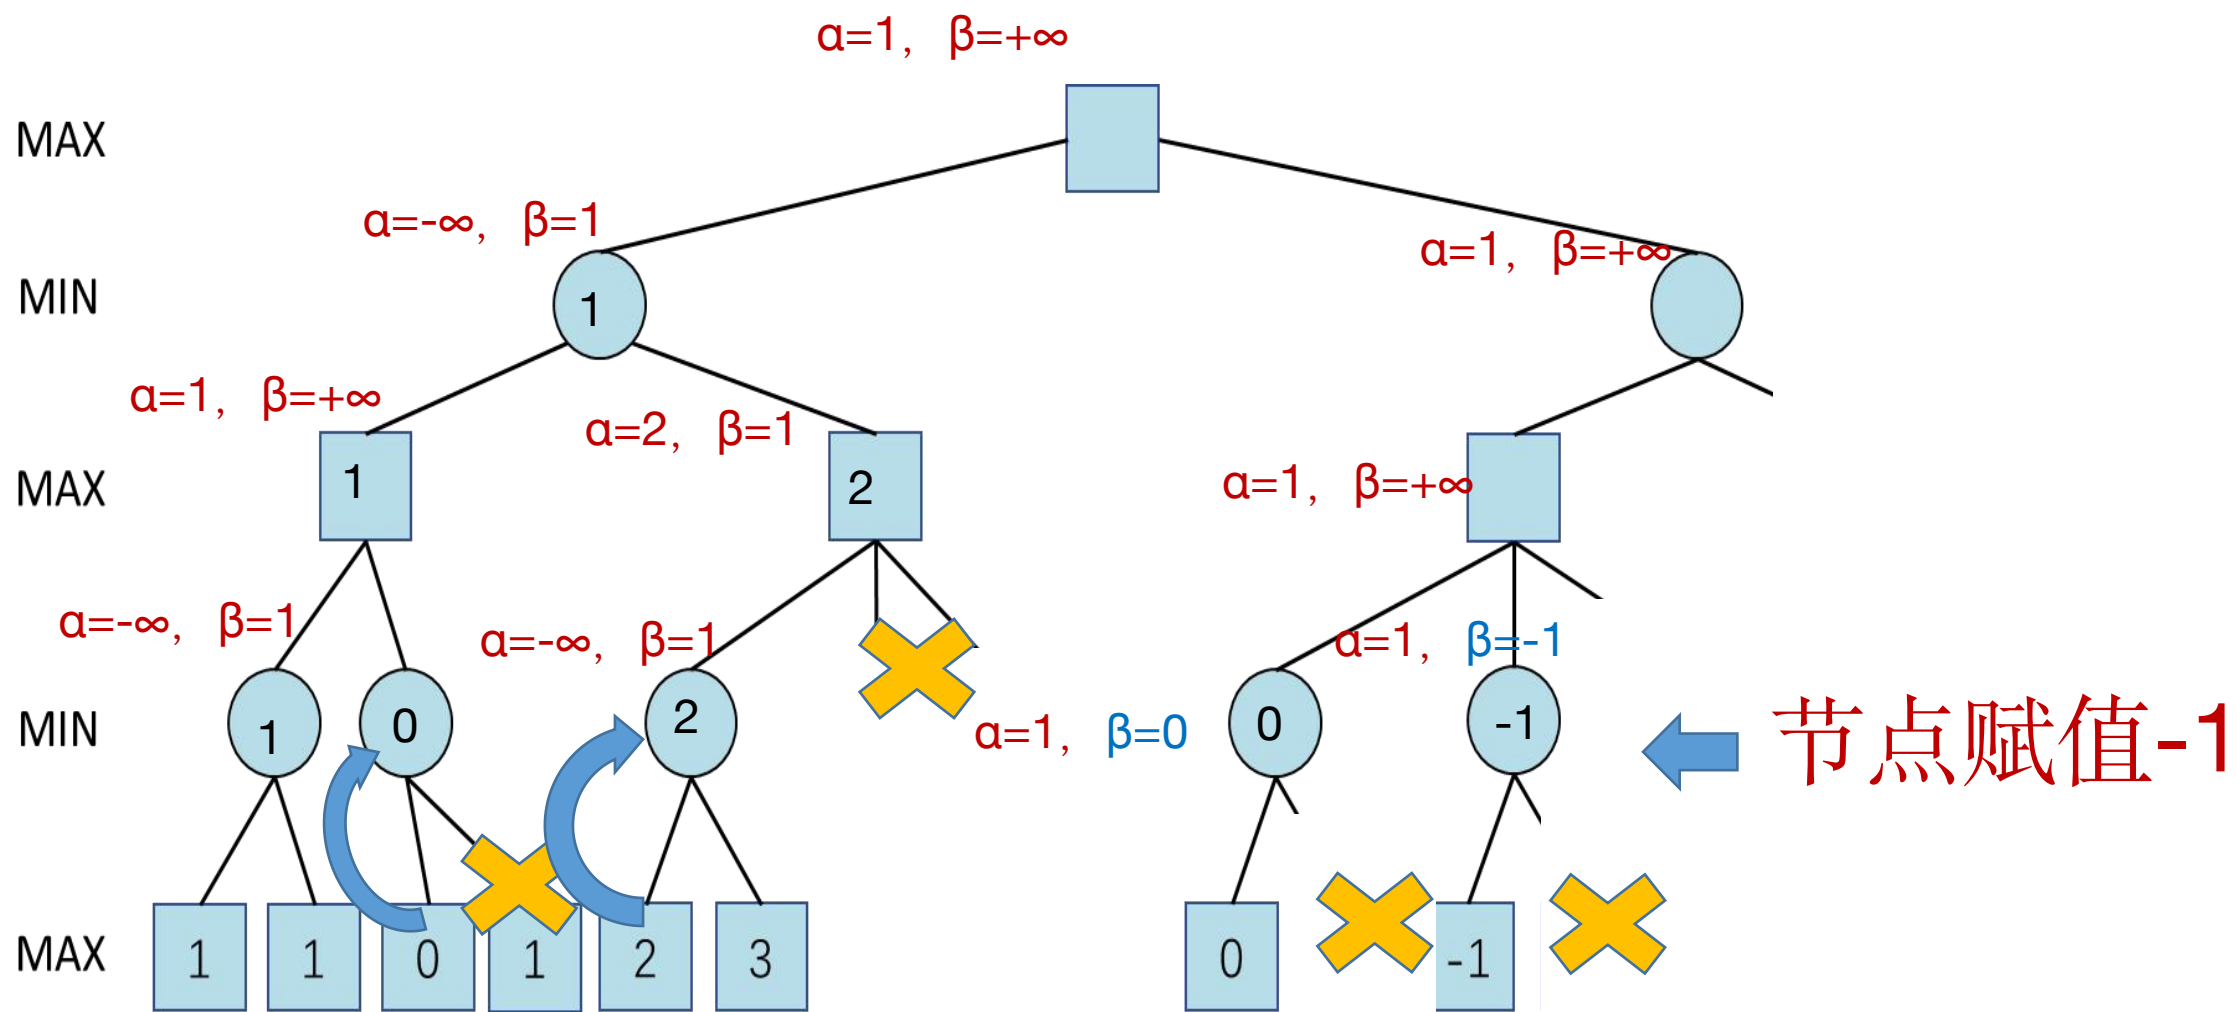 α=1, β=+∞
MAX
α=-∞, β=1
α=1, β=+∞
MIN
1
α=1, β=+∞
α=2, β=1
MAX
1
2
α=1, β=+∞
α=-∞, β=1
α=-∞, β=1
α=1, β=-1
MIN
1
0
2
α=1, β=0
0
-1
节点赋值-1
MAX
1
1
0
1
2
3
0
-1